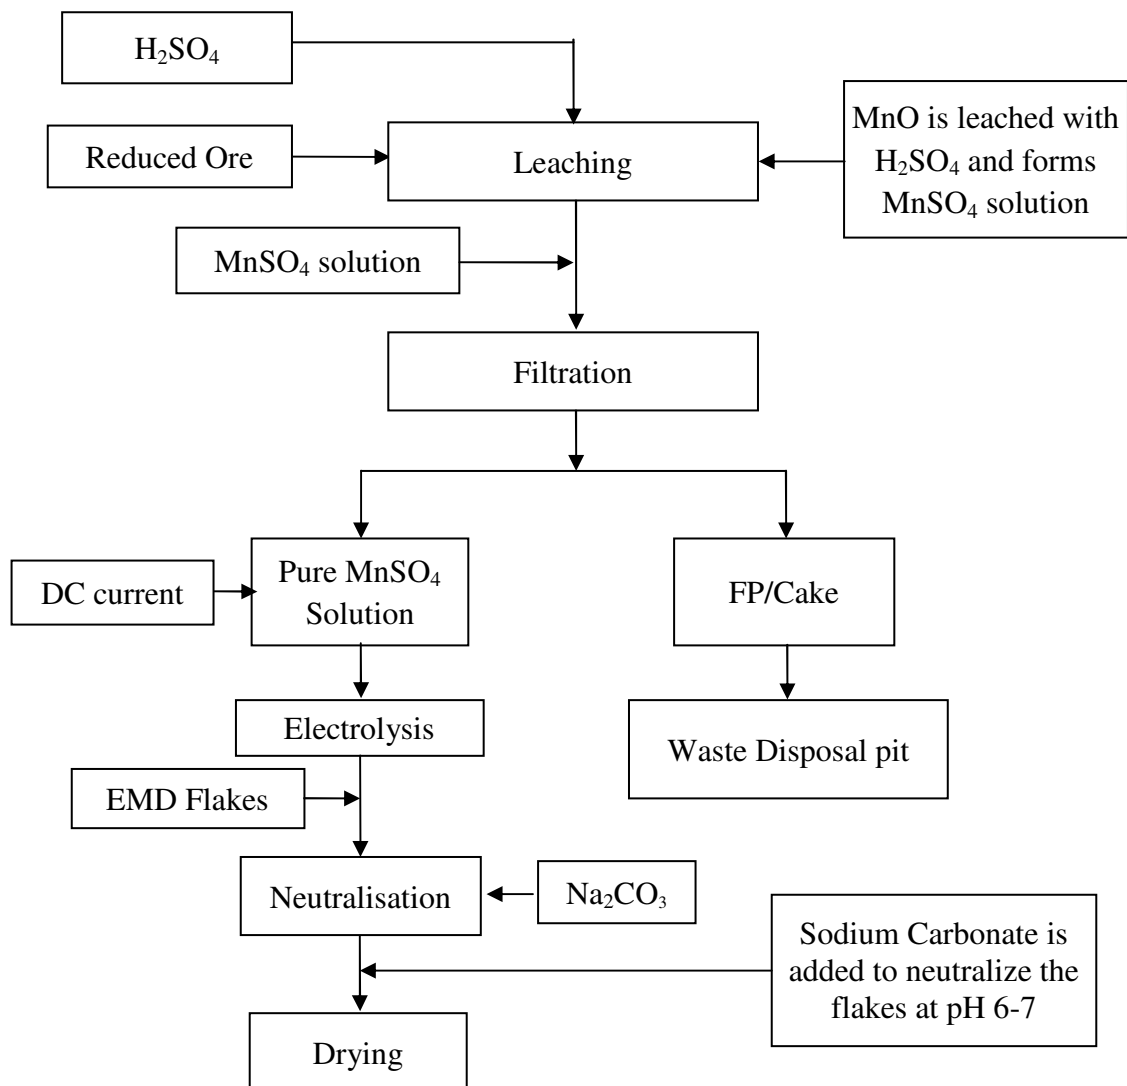 H₂SO₄
Reduced Ore
Leaching
MnO is leached with
H₂SO₄ and forms
MnSO₄ solution
MnSO₄ solution
Filtration
DC current
Pure MnSO₄
Solution
FP/Cake
Electrolysis
Waste Disposal pit
EMD Flakes
Neutralisation
Na₂CO₃
Sodium Carbonate is
added to neutralize the
flakes at pH 6-7
Drying